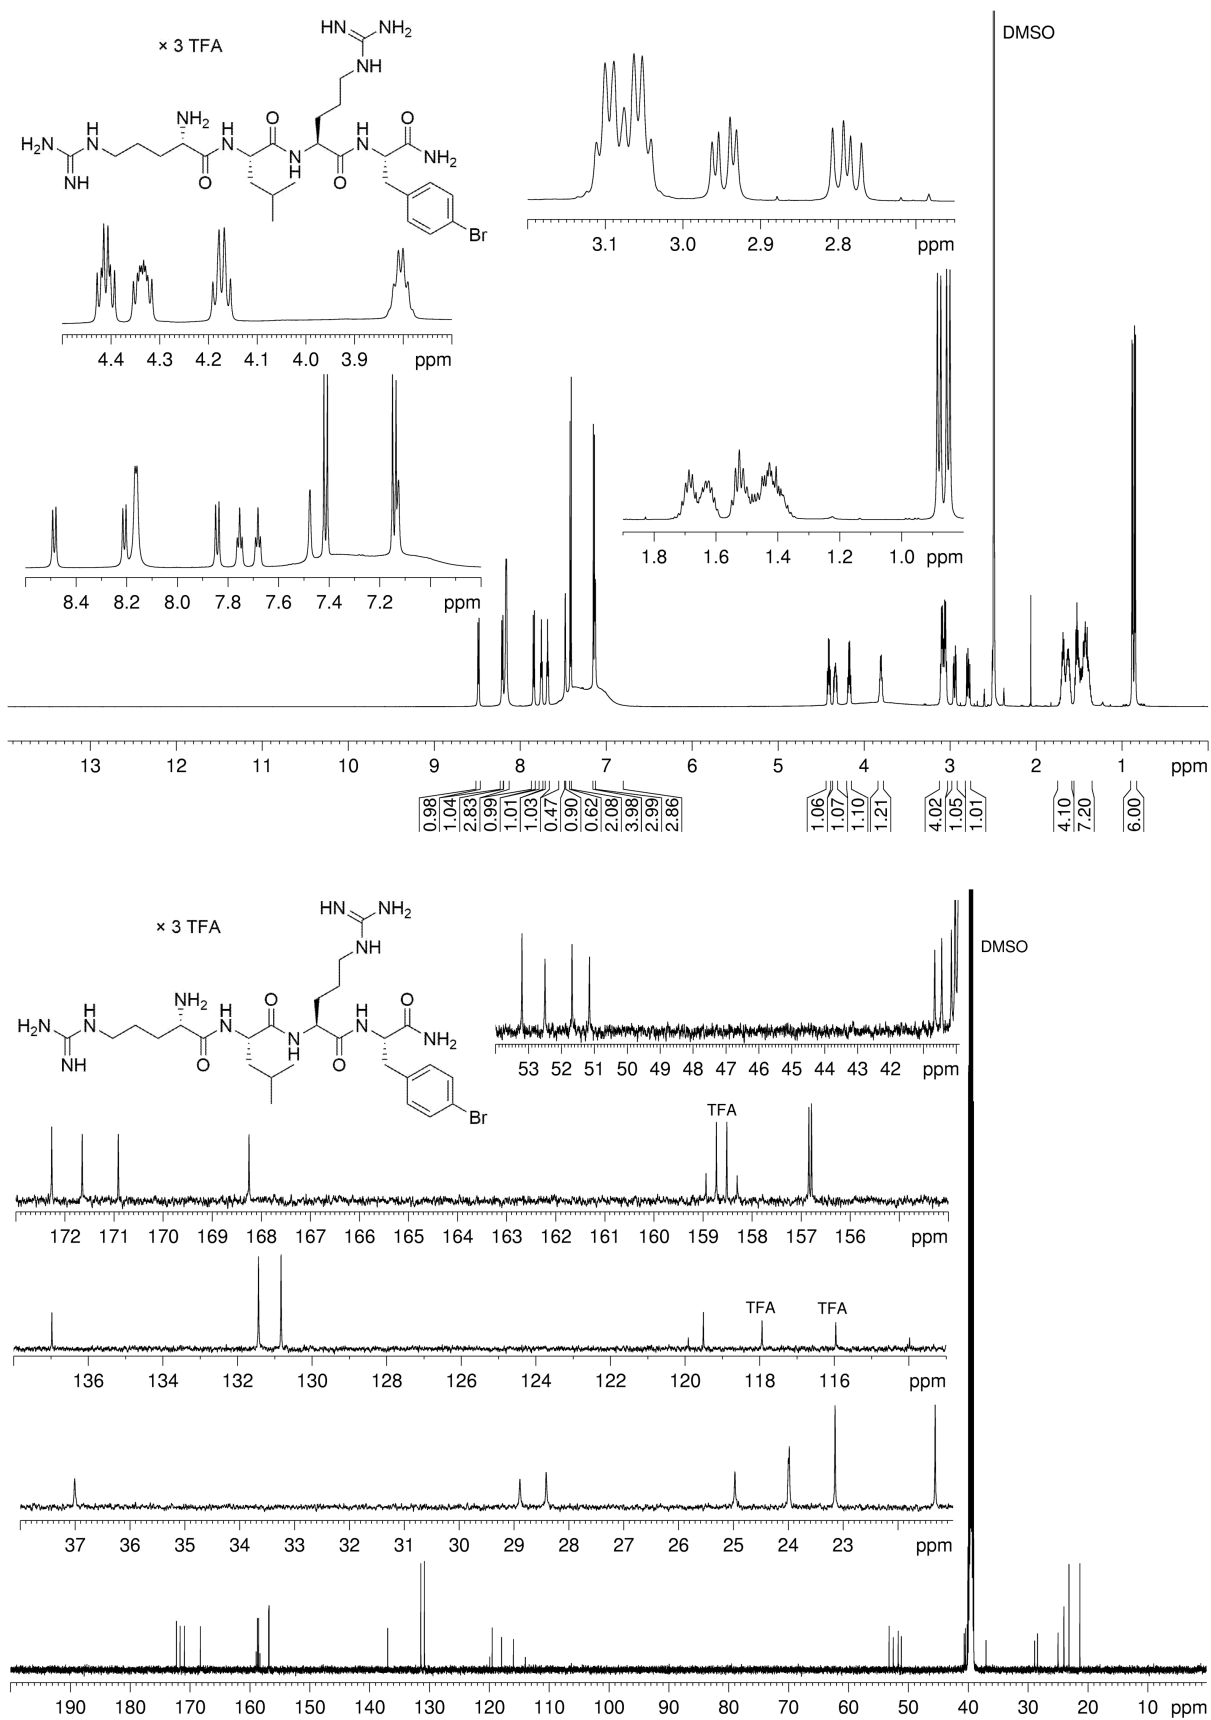 × 3 TFA
HN
NH₂
NH
DMSO
NH₂
H₂N
H
N
NH
O
H
N
O
N
H
O
H
N
O
NH₂
Br
3.1 3.0 2.9 2.8 ppm
4.4 4.3 4.2 4.1 4.0 3.9 ppm
1.8 1.6 1.4 1.2 1.0 ppm
8.4 8.2 8.0 7.8 7.6 7.4 7.2 ppm
13 12 11 10 9 8 7 6 5 4 3 2 1 ppm
0.98 1.04 2.83 0.99 1.01 1.03 0.47 0.90 0.62 2.08 3.98 2.99 2.86 1.06 1.07 1.10 1.21 4.02 1.05 1.01 4.10 7.20 6.00
× 3 TFA
HN
NH₂
NH
DMSO
NH₂
H₂N
H
N
NH
O
H
N
O
N
H
O
H
N
O
NH₂
Br
53 52 51 50 49 48 47 46 45 44 43 42 ppm
TFA
172 171 170 169 168 167 166 165 164 163 162 161 160 159 158 157 156 ppm
TFA TFA
136 134 132 130 128 126 124 122 120 118 116 ppm
37 36 35 34 33 32 31 30 29 28 27 26 25 24 23 ppm
190 180 170 160 150 140 130 120 110 100 90 80 70 60 50 40 30 20 10 ppm